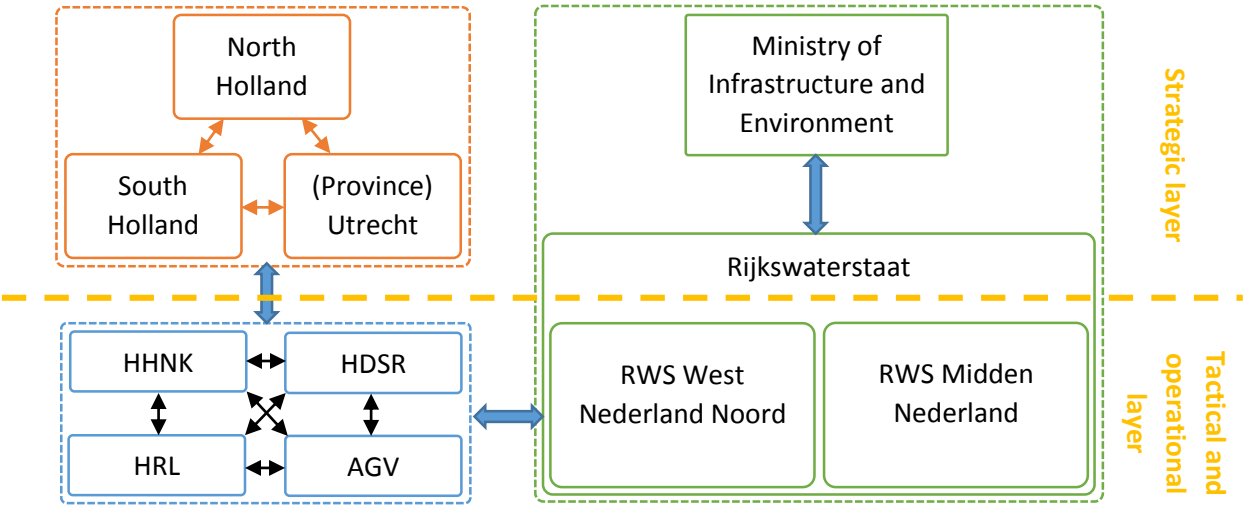 North
Holland
South
Holland
(Province)
Utrecht
Ministry of
Infrastructure and
Environment
Rijkswaterstaat
Strategic layer
HHNK
HDSR
HRL
AGV
RWS West
Nederland Noord
RWS Midden
Nederland
Tactical and
operational
layer